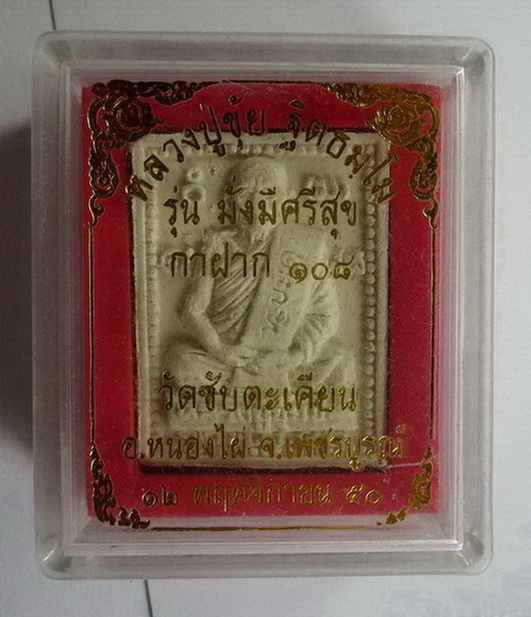 หลวงปู่ขุ้ย ฐิตธมฺโม
รุ่น มั่งมีศรีสุข
กาฝาก ๑๐๘
วัดซับตะเคียน
อ.หนองไผ่ จ.เพชรบูรณ์
๑๒ พฤศจิกายน ๕๐